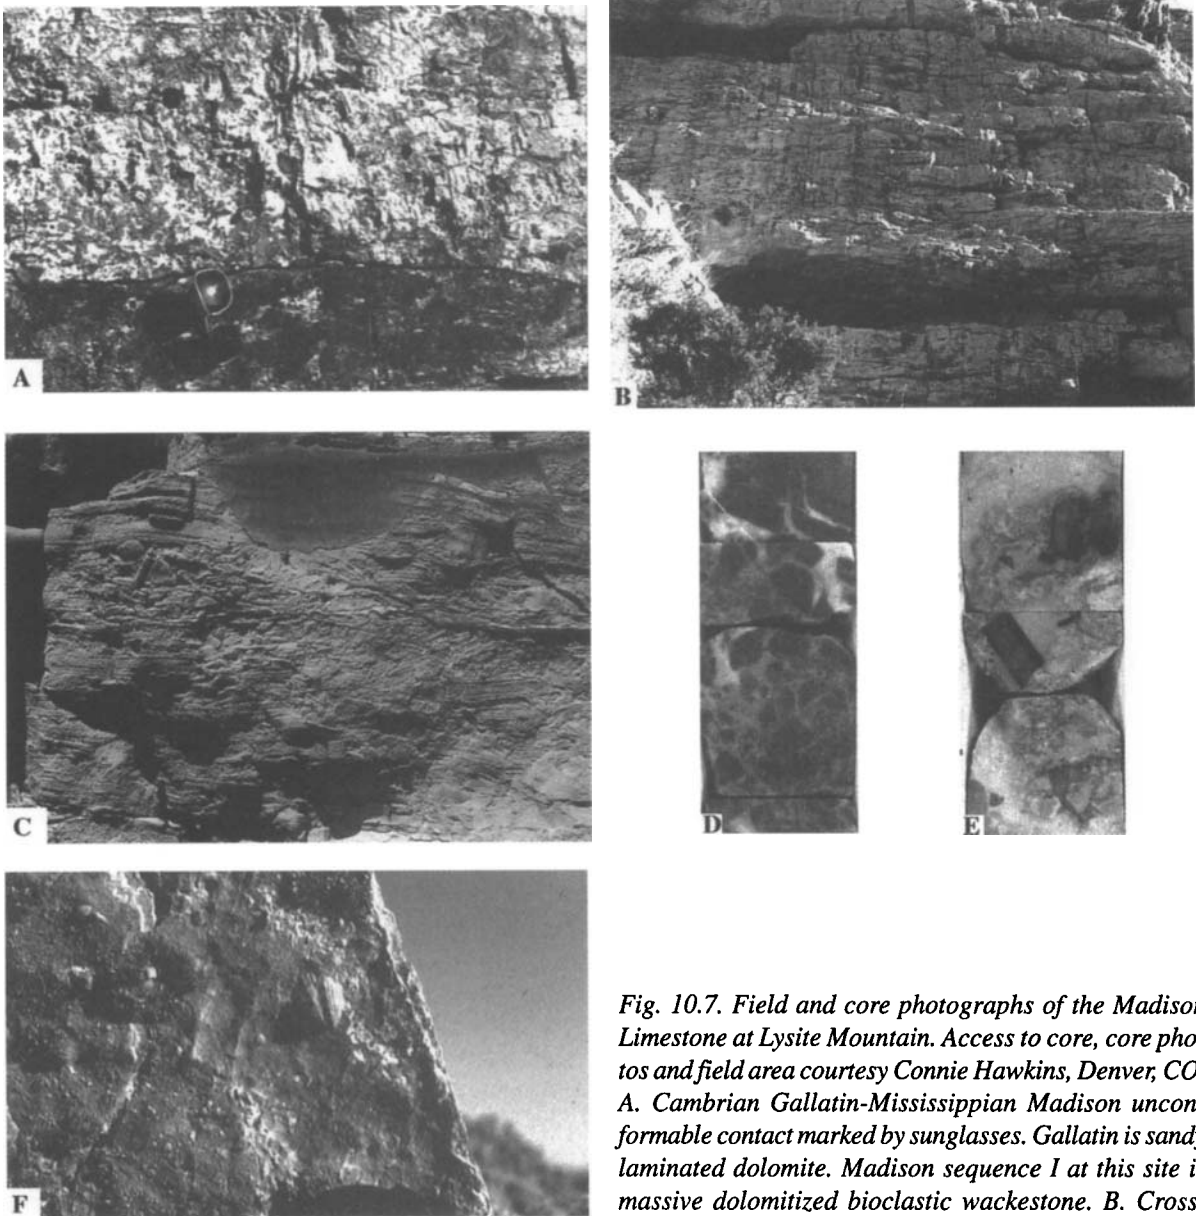 A
B
C
D
E
F
Fig. 10.7. Field and core photographs of the Madison
Limestone at Lysite Mountain. Access to core, core pho-
tos and field area courtesy Connie Hawkins, Denver, CO.
A. Cambrian Gallatin-Mississippian Madison uncon-
formable contact marked by sunglasses. Gallatin is sandy
laminated dolomite. Madison sequence I at this site i
massive dolomitized bioclastic wackestone. B. Cross-